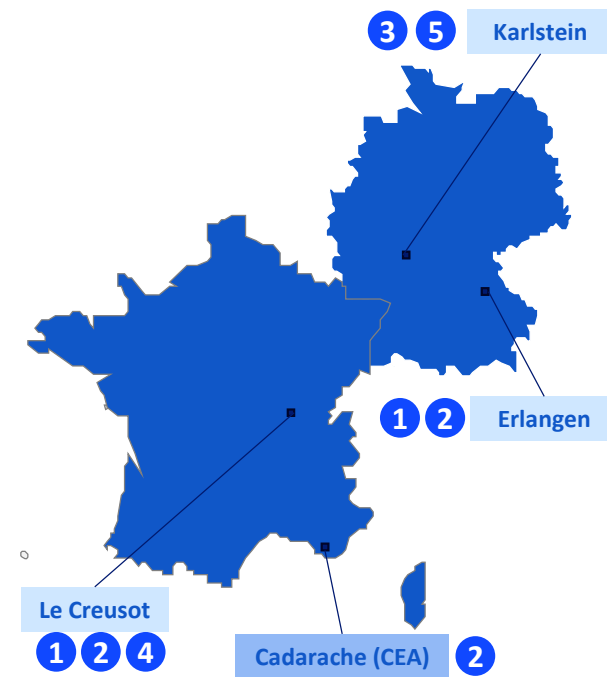 3 5 Karlstein
1 2 Erlangen
Le Creusot
1 2 4
Cadarache (CEA) 2